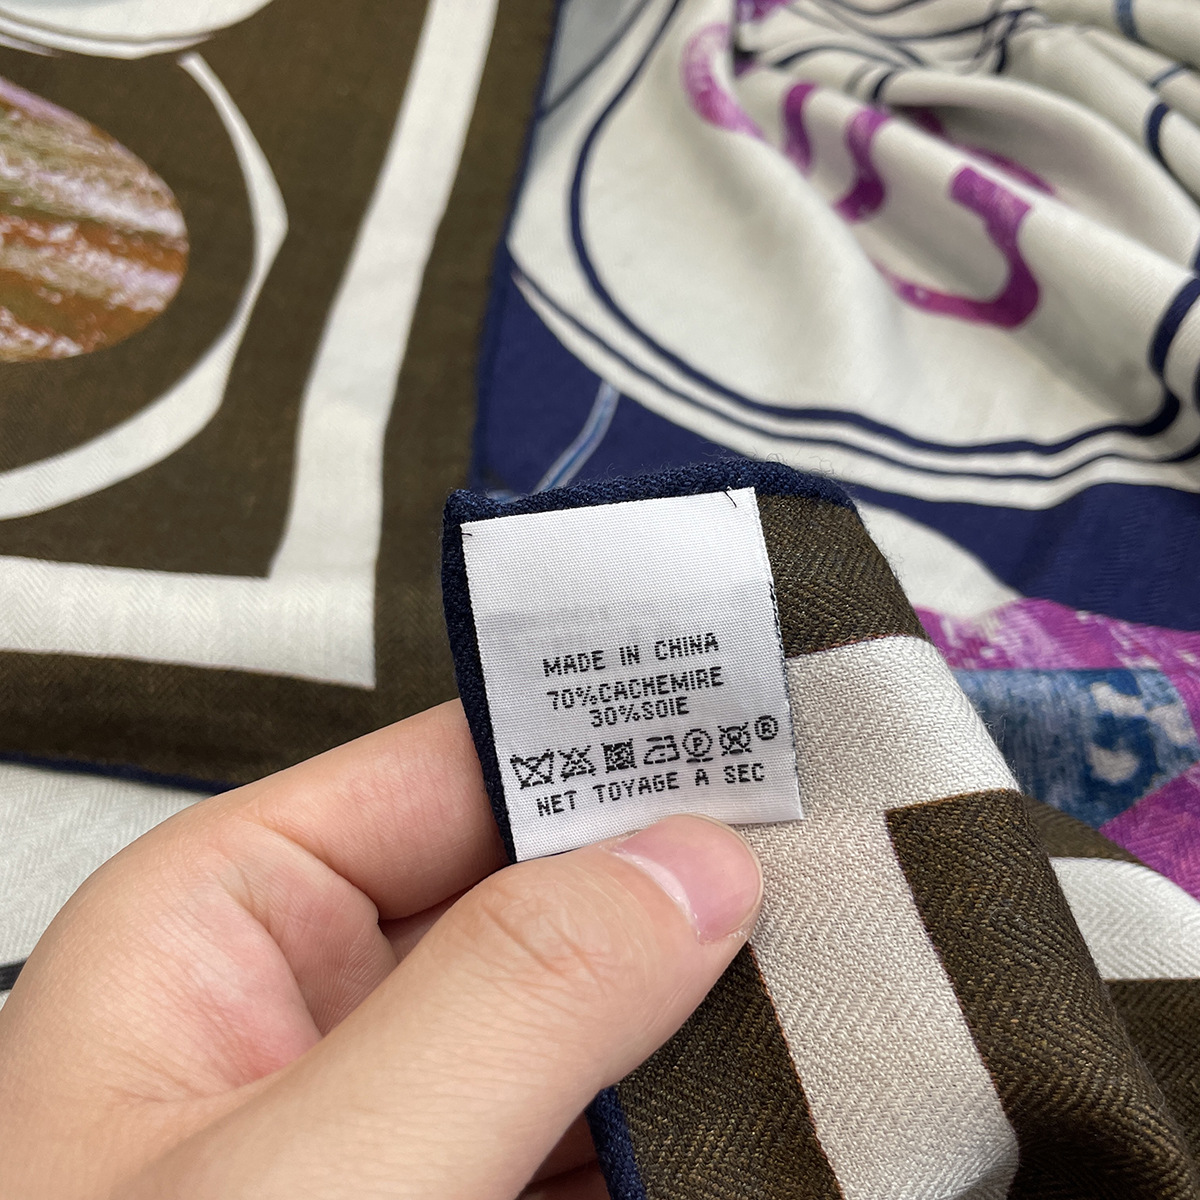 MADE IN CHINA
70%CACHEMIRE
30%SOIE
P ®
NET TOYAGE A SEC